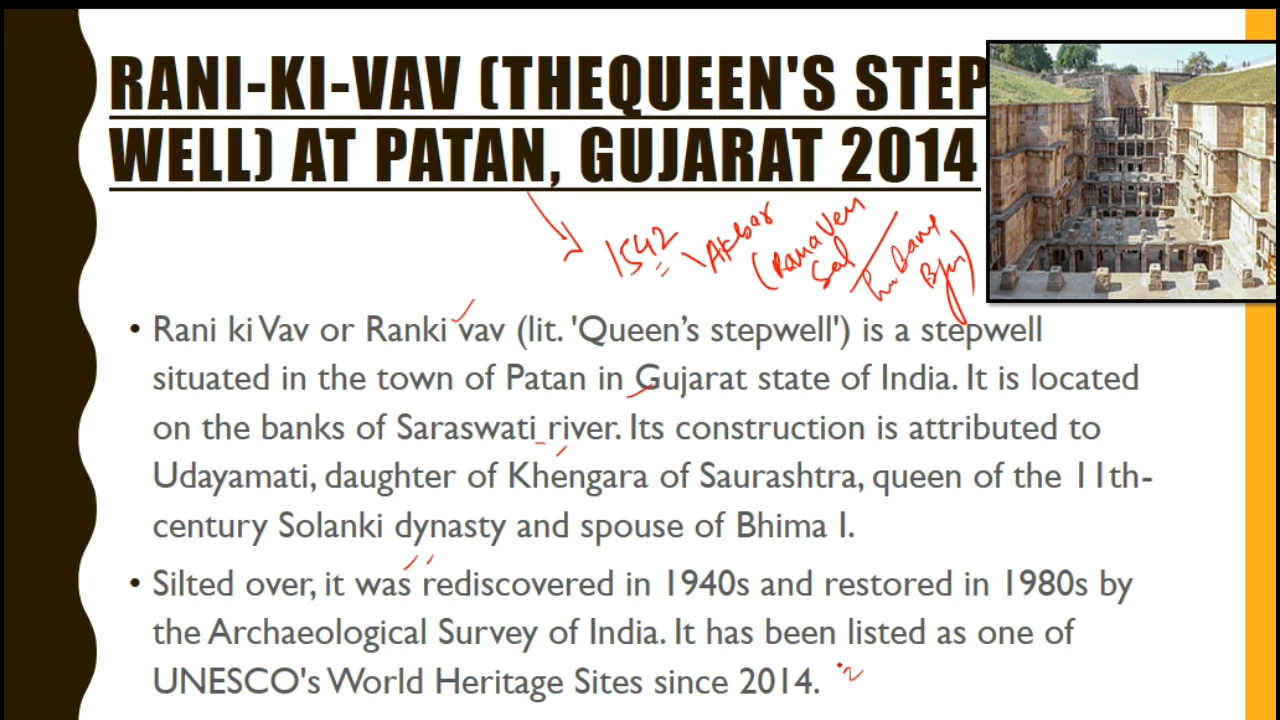 RANI-KI-VAV (THEQUEEN'S STEP
WELL) AT PATAN, GUJARAT 2014
1542 \ Akbar
(Rana Veer
Sal
• Rani ki Vav or Ranki vav (lit. 'Queen's stepwell') is a stepwell
situated in the town of Patan in Gujarat state of India. It is located
on the banks of Saraswati river. Its construction is attributed to
Udayamati, daughter of Khengara of Saurashtra, queen of the 11th-
century Solanki dynasty and spouse of Bhima I.
• Silted over, it was rediscovered in 1940s and restored in 1980s by
the Archaeological Survey of India. It has been listed as one of
UNESCO's World Heritage Sites since 2014.